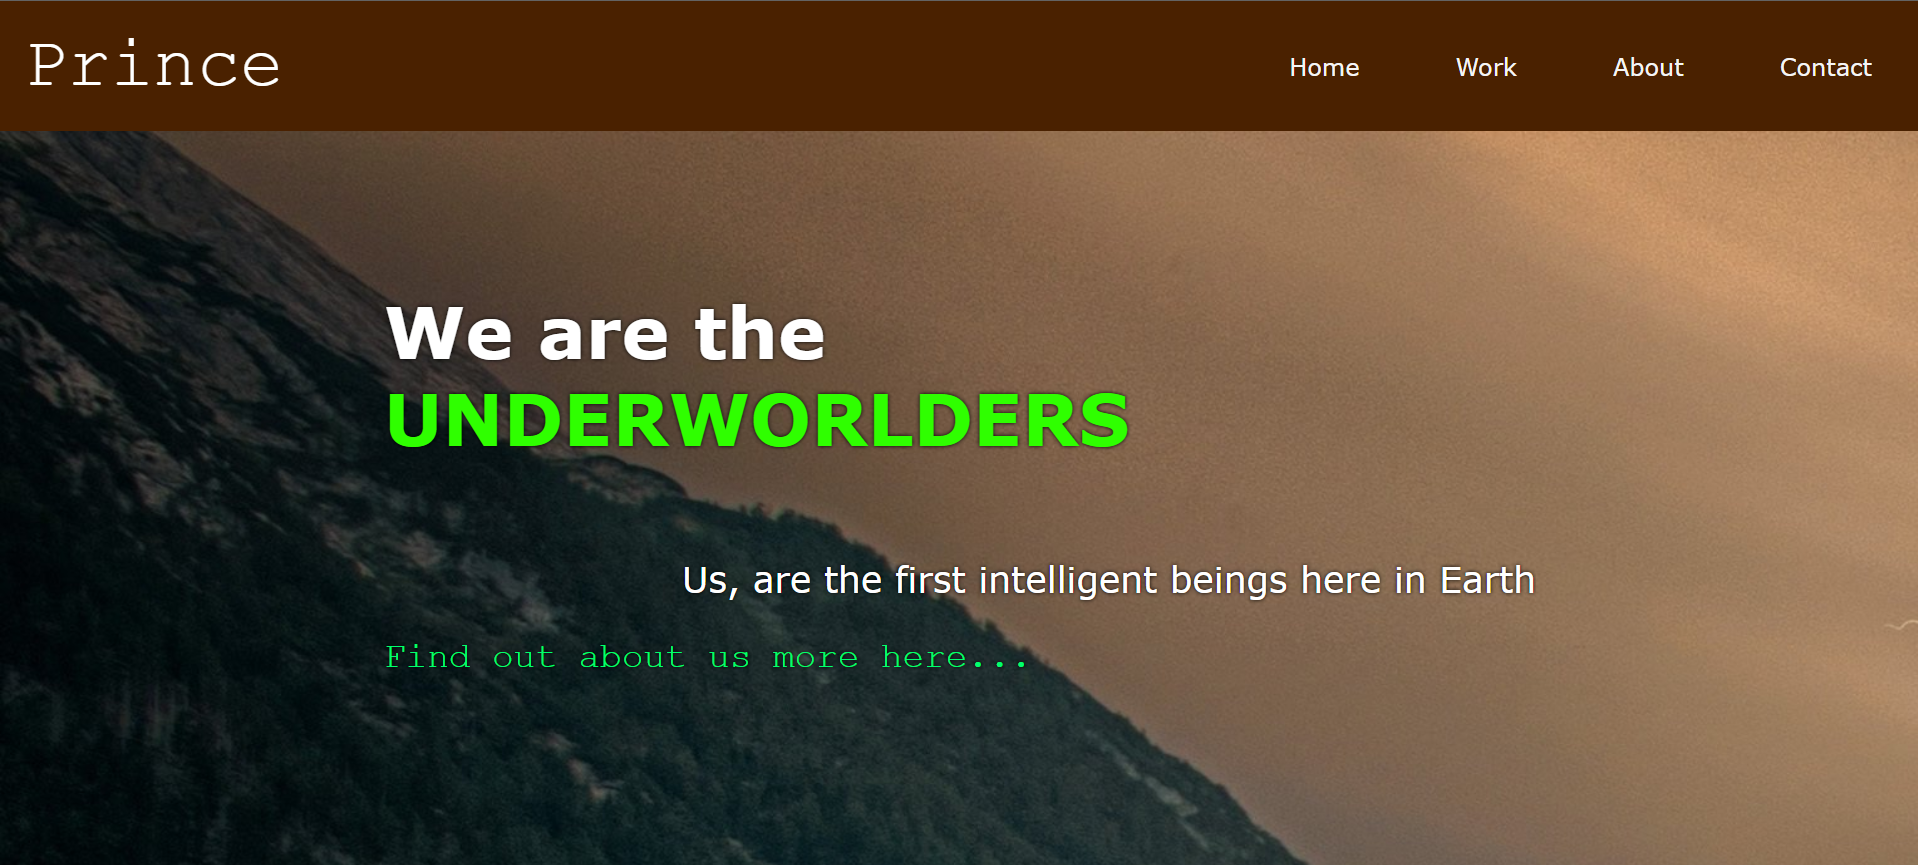 Prince
Home Work About Contact
We are the
UNDERWORLDERS
Us, are the first intelligent beings here in Earth
Find out about us more here...